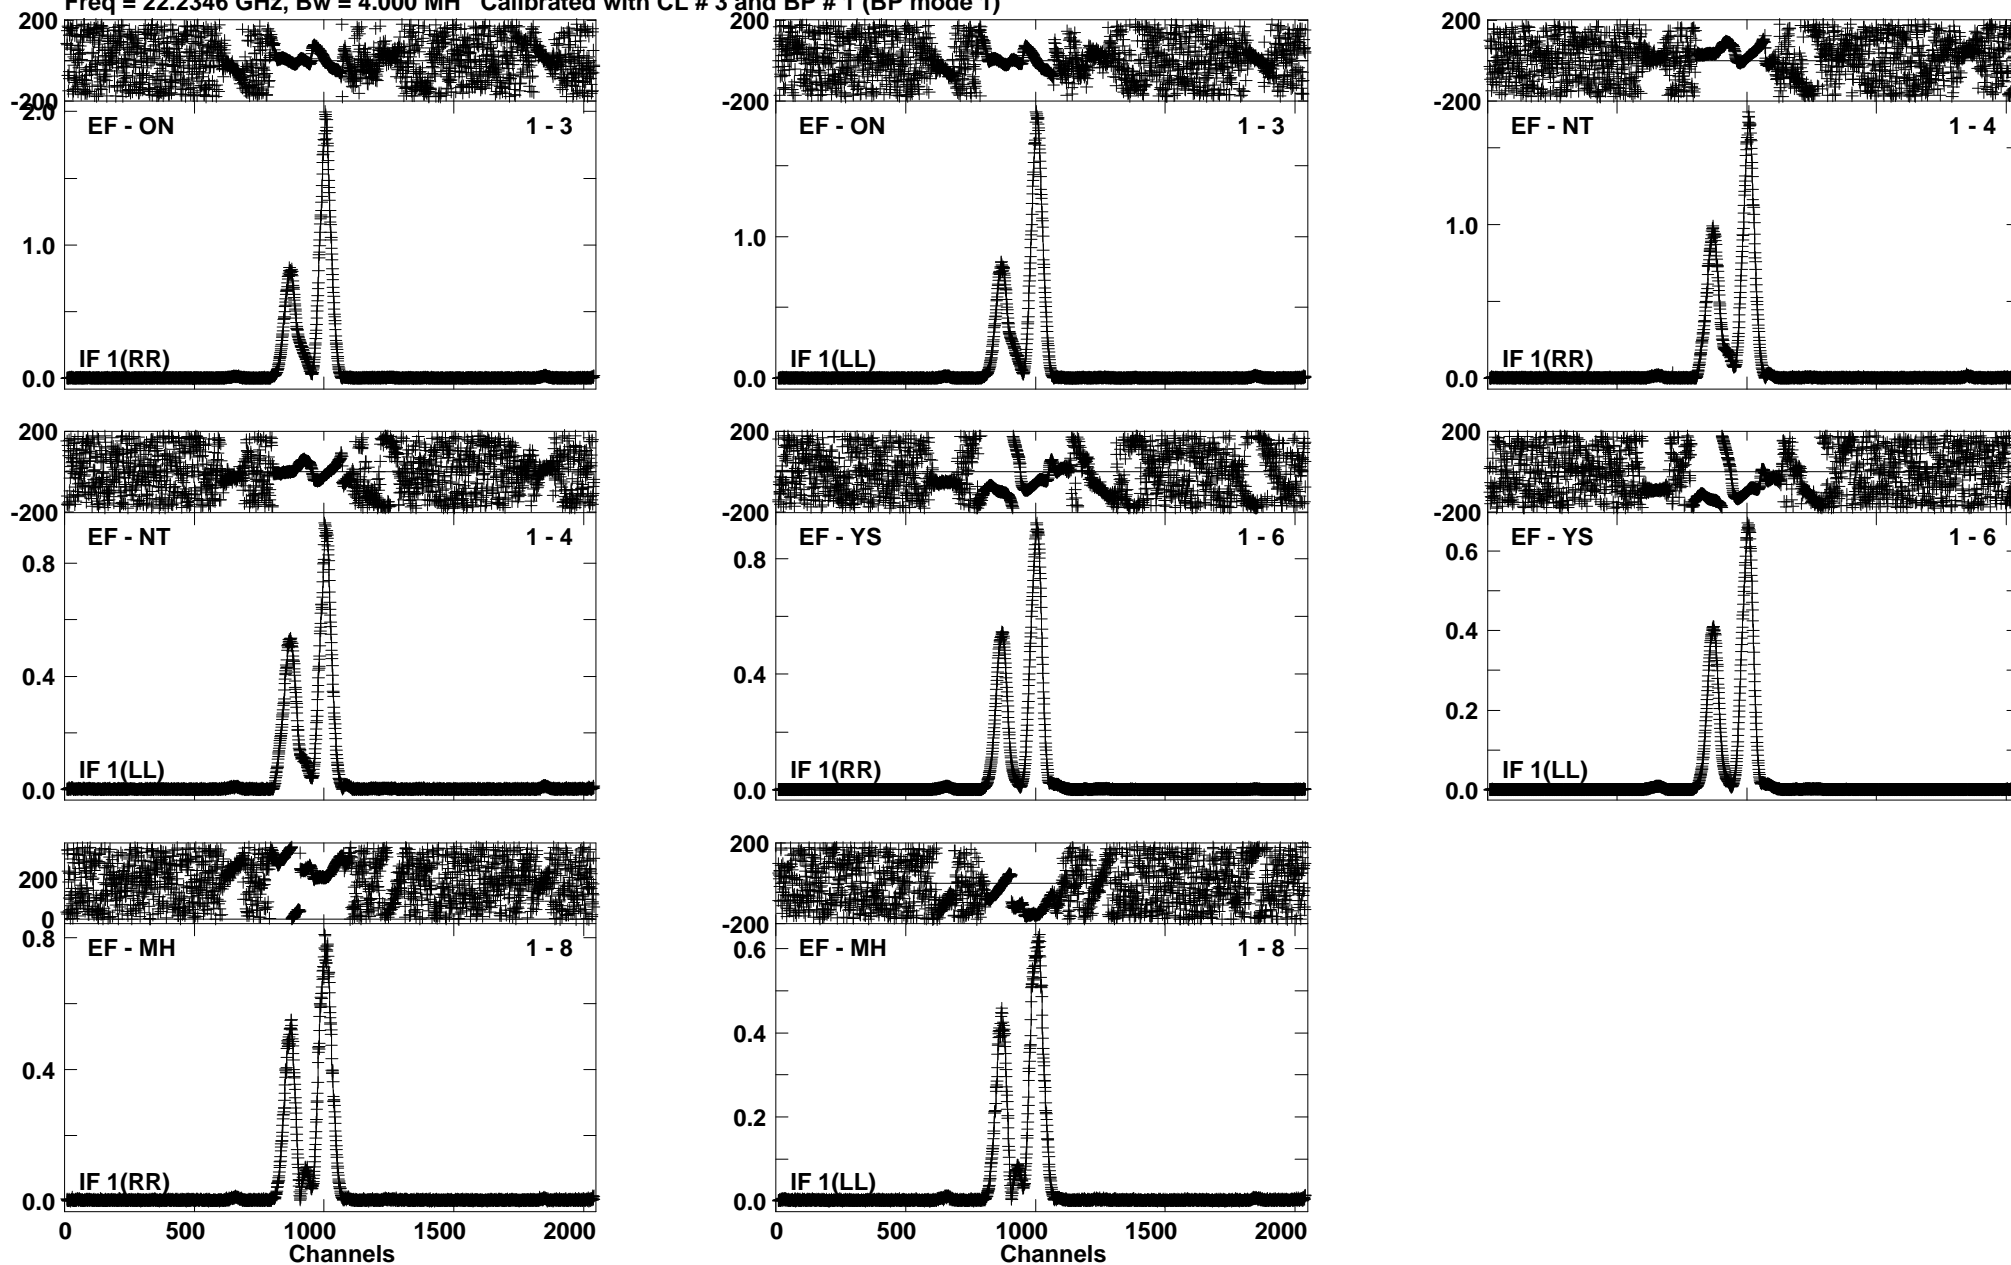 Freq = 22.2346 GHz, Bw = 4.000 MH Calibrated with CL # 3 and BP # 1 (BP mode 1)
200 200 200
-200 -200 -200
2.0
EF - ON 1 - 3 EF - ON 1 - 3 EF - NT 1 - 4
1.0 1.0 1.0
IF 1(RR) IF 1(LL) IF 1(RR)
0.0 0.0 0.0
200 200 200
-200 -200 -200
EF - NT 1 - 4 EF - YS 1 - 6 EF - YS 1 - 6
0.8 0.8 0.6
0.4 0.4 0.4
0.2
IF 1(LL) IF 1(RR) IF 1(LL)
0.0 0.0 0.0
200
200
0 -200
0.8 EF - MH 1 - 8 0.6 EF - MH 1 - 8
0.4 0.4
0.2
IF 1(RR) IF 1(LL)
0.0 0.0
0 500 1000 1500 2000 0 500 1000 1500 2000
Channels Channels